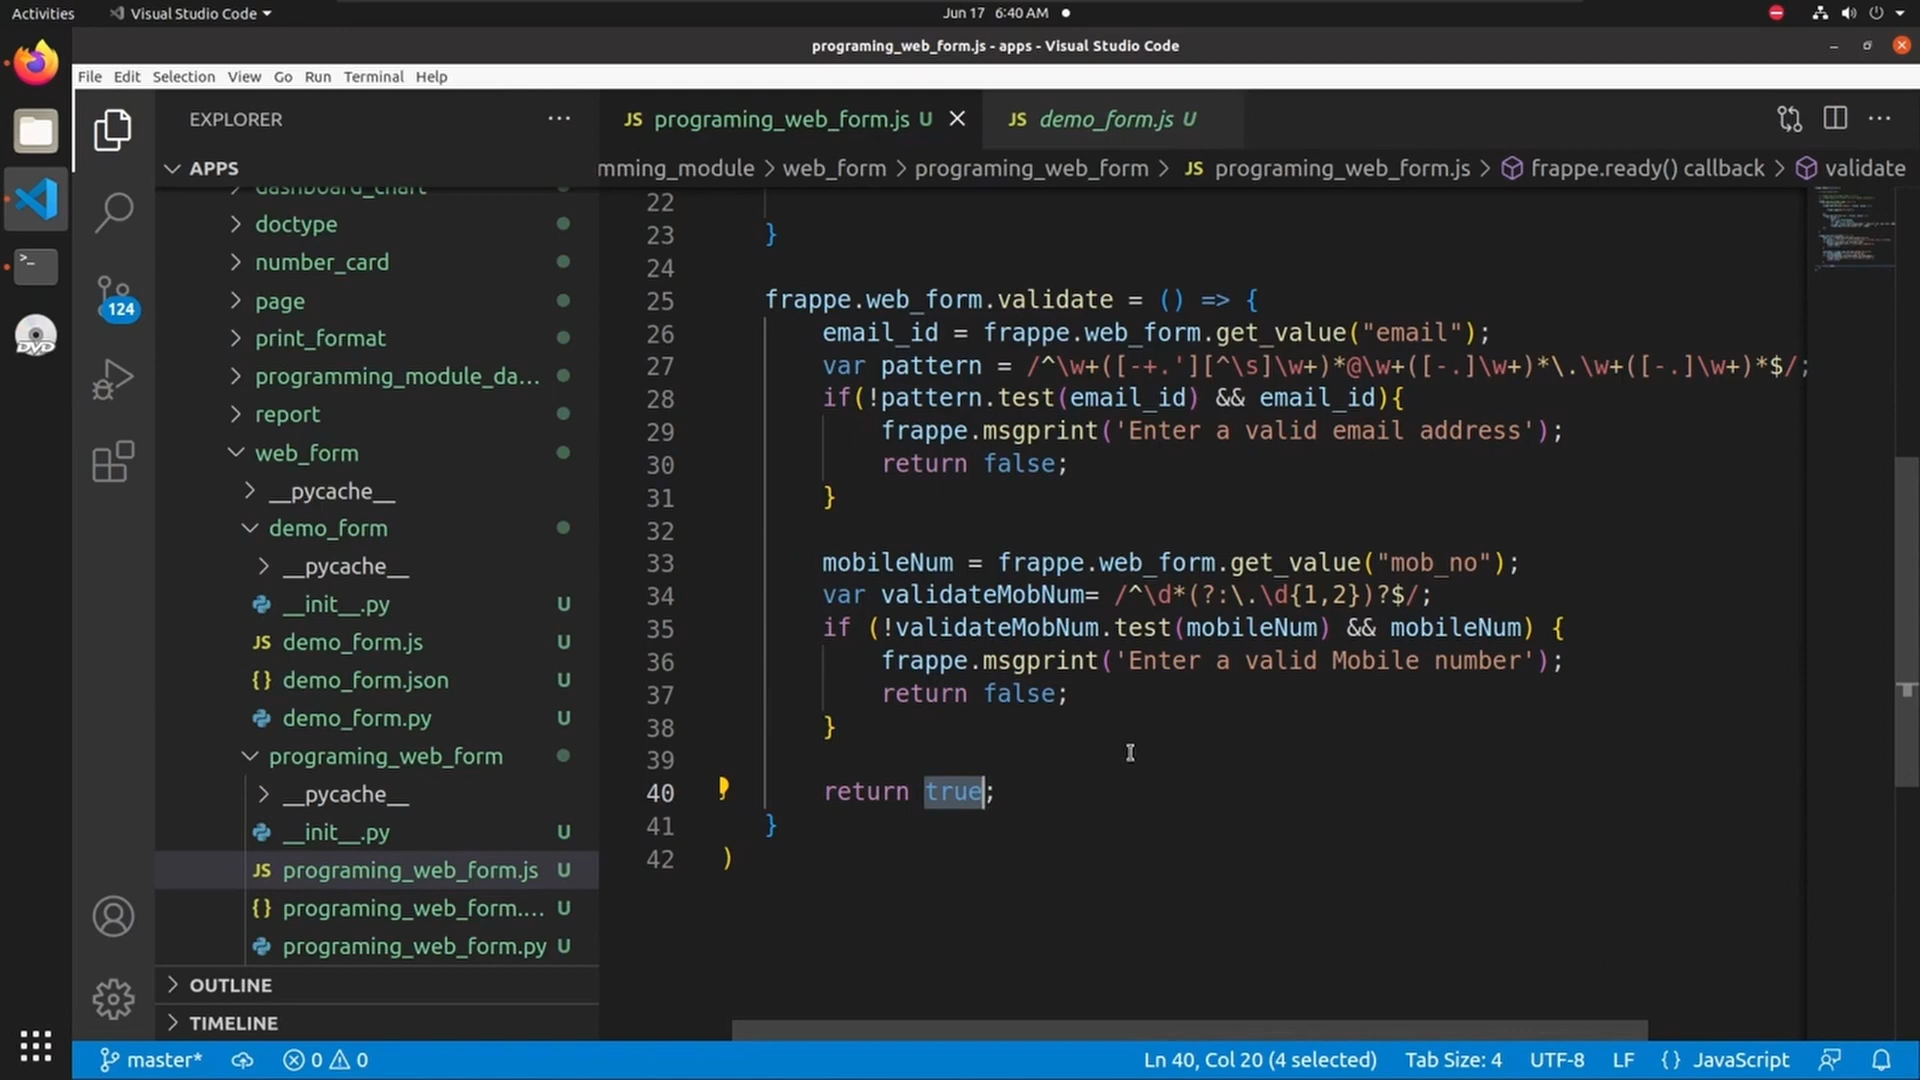 Activities
Visual Studio Code
Jun 17 6:40 AM
programing_web_form.js - apps - Visual Studio Code
File Edit Selection View Go Run Terminal Help
EXPLORER
APPS
dashboard_chart
doctype
number_card
page
print_format
programming_module_da...
report
web_form
__pycache__
demo_form
__pycache__
__init__.py U
JS demo_form.js U
{} demo_form.json U
demo_form.py U
programing_web_form
__pycache__
__init__.py U
JS programing_web_form.js U
{} programing_web_form.... U
programing_web_form.py U
OUTLINE
TIMELINE
124
JS programing_web_form.js U
JS demo_form.js U
mming_module > web_form > programing_web_form > JS programing_web_form.js > frappe.ready() callback > validate
22
23 }
24
25 frappe.web_form.validate = () => {
26 email_id = frappe.web_form.get_value("email");
27 var pattern = /^\w+([-+.'][^\s]\w+)*@\w+([-.]\w+)*\.\w+([-.]\w+)*$/;
28 if(!pattern.test(email_id) && email_id){
29 frappe.msgprint('Enter a valid email address');
30 return false;
31 }
32
33 mobileNum = frappe.web_form.get_value("mob_no");
34 var validateMobNum= /^\d*(?:\.\d{1,2})?$/;
35 if (!validateMobNum.test(mobileNum) && mobileNum) {
36 frappe.msgprint('Enter a valid Mobile number');
37 return false;
38 }
39
40 return true;
41 }
42 )
master* 0 0 Ln 40, Col 20 (4 selected) Tab Size: 4 UTF-8 LF {} JavaScript